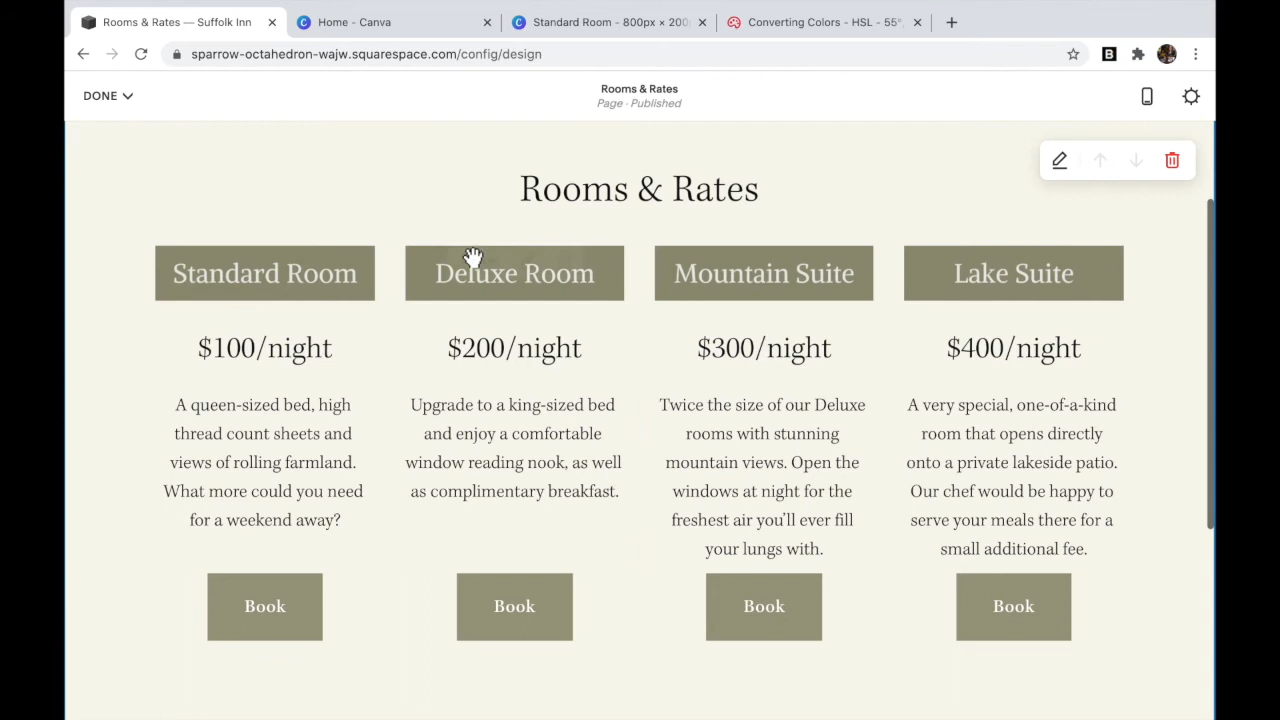 Rooms & Rates — Suffolk Inn
Home - Canva
Standard Room - 800px × 200
Converting Colors - HSL - 55°
sparrow-octahedron-wajw.squarespace.com/config/design
B
DONE
Rooms & Rates
Page · Published
Rooms & Rates
Standard Room
Deluxe Room
Mountain Suite
Lake Suite
$100/night
$200/night
$300/night
$400/night
A queen-sized bed, high
thread count sheets and
views of rolling farmland.
What more could you need
for a weekend away?
Upgrade to a king-sized bed
and enjoy a comfortable
window reading nook, as well
as complimentary breakfast.
Twice the size of our Deluxe
rooms with stunning
mountain views. Open the
windows at night for the
freshest air you'll ever fill
your lungs with.
A very special, one-of-a-kind
room that opens directly
onto a private lakeside patio.
Our chef would be happy to
serve your meals there for a
small additional fee.
Book
Book
Book
Book